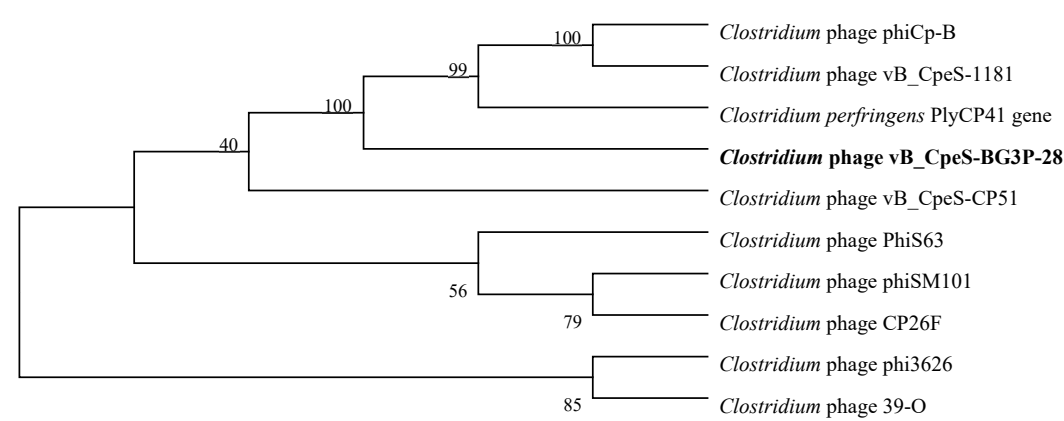 100
Clostridium phage phiCp-B
99
Clostridium phage vB_CpeS-1181
100
Clostridium perfringens PlyCP41 gene
40
Clostridium phage vB_CpeS-BG3P-28
Clostridium phage vB_CpeS-CP51
Clostridium phage PhiS63
56
Clostridium phage phiSM101
79
Clostridium phage CP26F
Clostridium phage phi3626
85
Clostridium phage 39-O